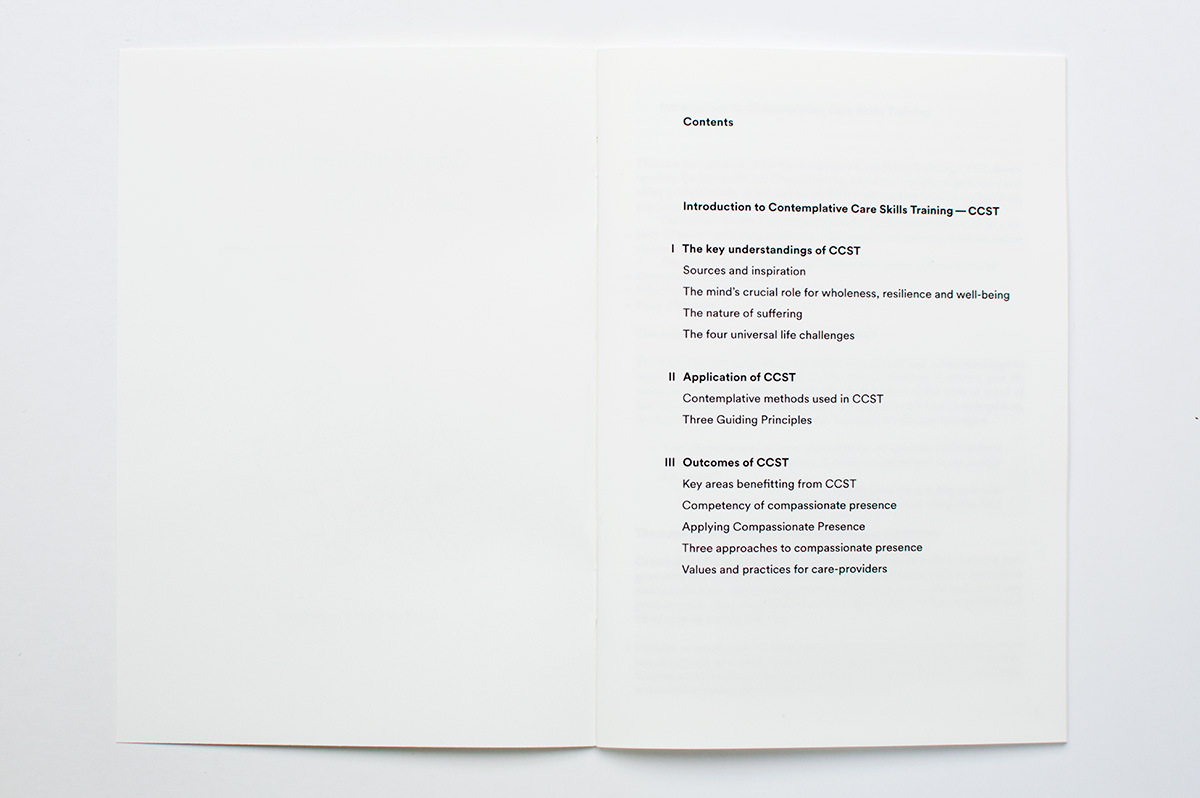 Contents
Introduction to Contemplative Care Skills Training — CCST
I The key understandings of CCST
Sources and inspiration
The mind's crucial role for wholeness, resilience and well-being
The nature of suffering
The four universal life challenges
II Application of CCST
Contemplative methods used in CCST
Three Guiding Principles
III Outcomes of CCST
Key areas benefitting from CCST
Competency of compassionate presence
Applying Compassionate Presence
Three approaches to compassionate presence
Values and practices for care-providers